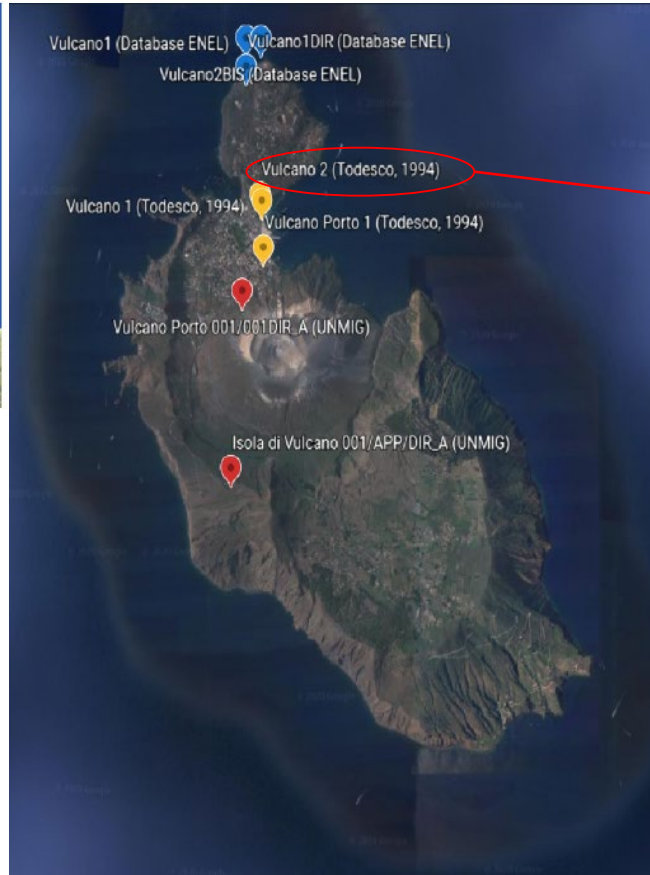 Vulcano1 (Database ENEL)
Vulcano1DIR (Database ENEL)
Vulcano2BIS (Database ENEL)
Vulcano 2 (Todesco, 1994)
Vulcano 1 (Todesco, 1994)
Vulcano Porto 1 (Todesco, 1994)
Vulcano Porto 001/001DIR_A (UNMIG)
Isola di Vulcano 001/APP/DIR_A (UNMIG)